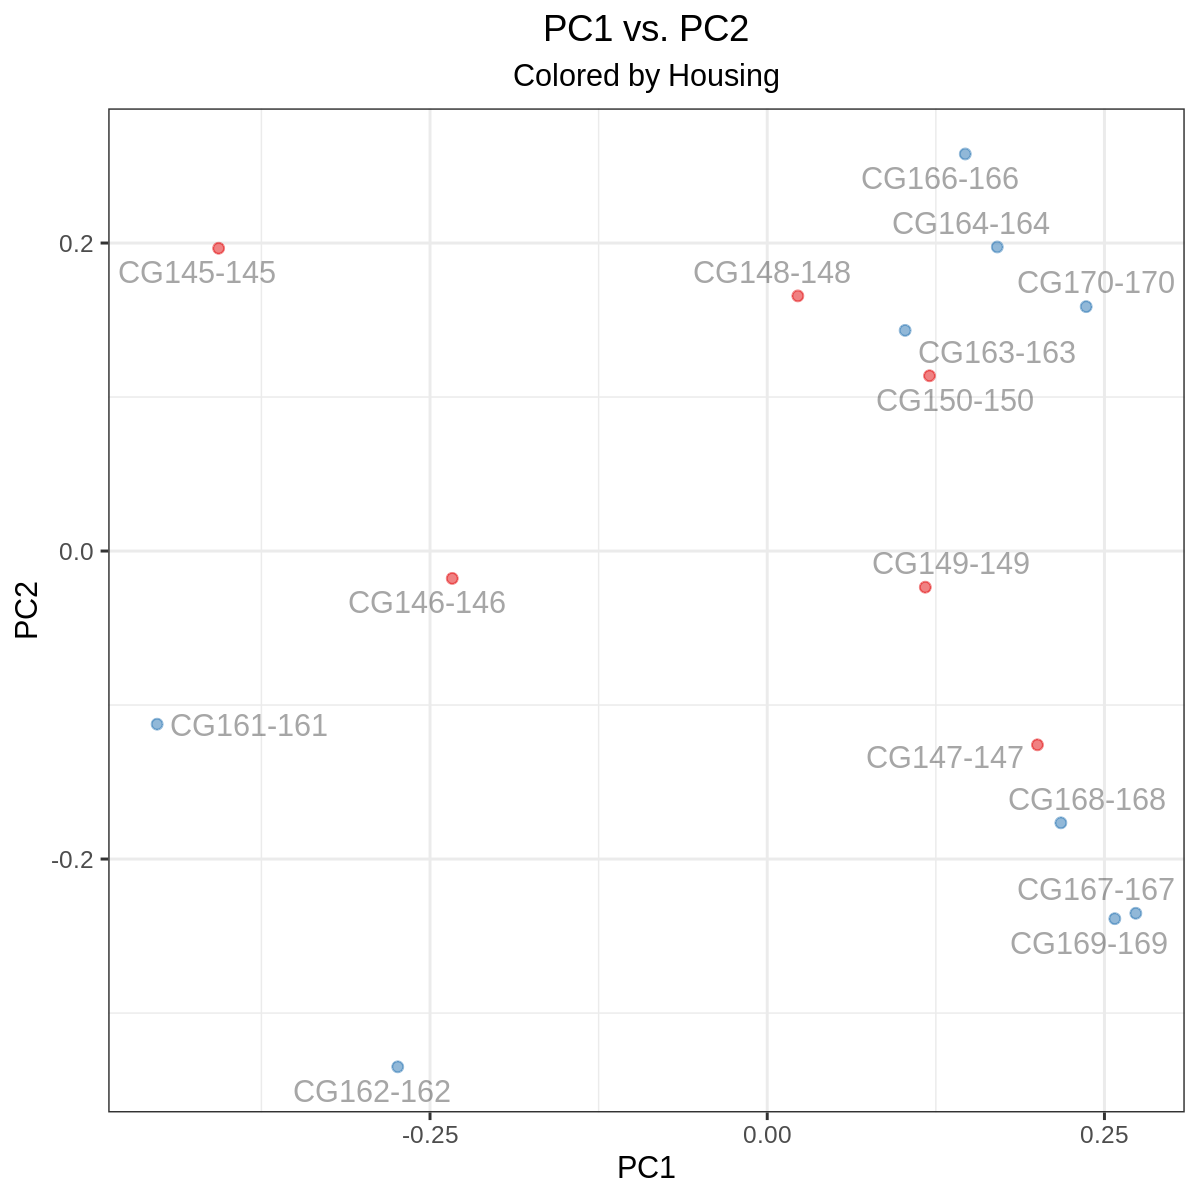 PC1 vs. PC2
Colored by Housing
CG166-166
CG164-164
0.2
CG145-145
CG148-148
CG170-170
CG163-163
CG150-150
0.0
CG149-149
CG146-146
PC2
CG161-161
CG147-147
CG168-168
-0.2
CG167-167
CG169-169
CG162-162
-0.25
0.00
0.25
PC1